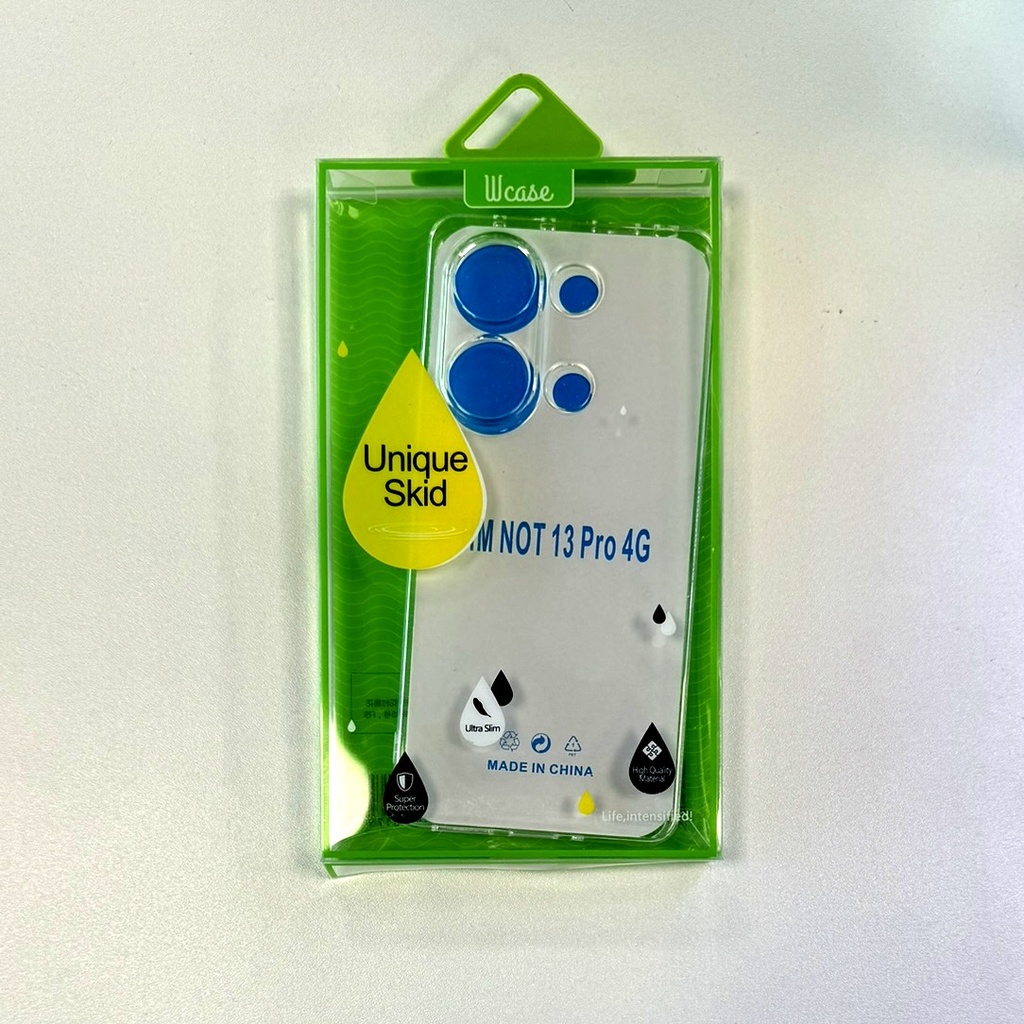 Wcase
Unique
Skid
M NOT 13 Pro 4G
Ultra Slim
PET
MADE IN CHINA
Super
Protection
High Quality
Material
Life,intensified!